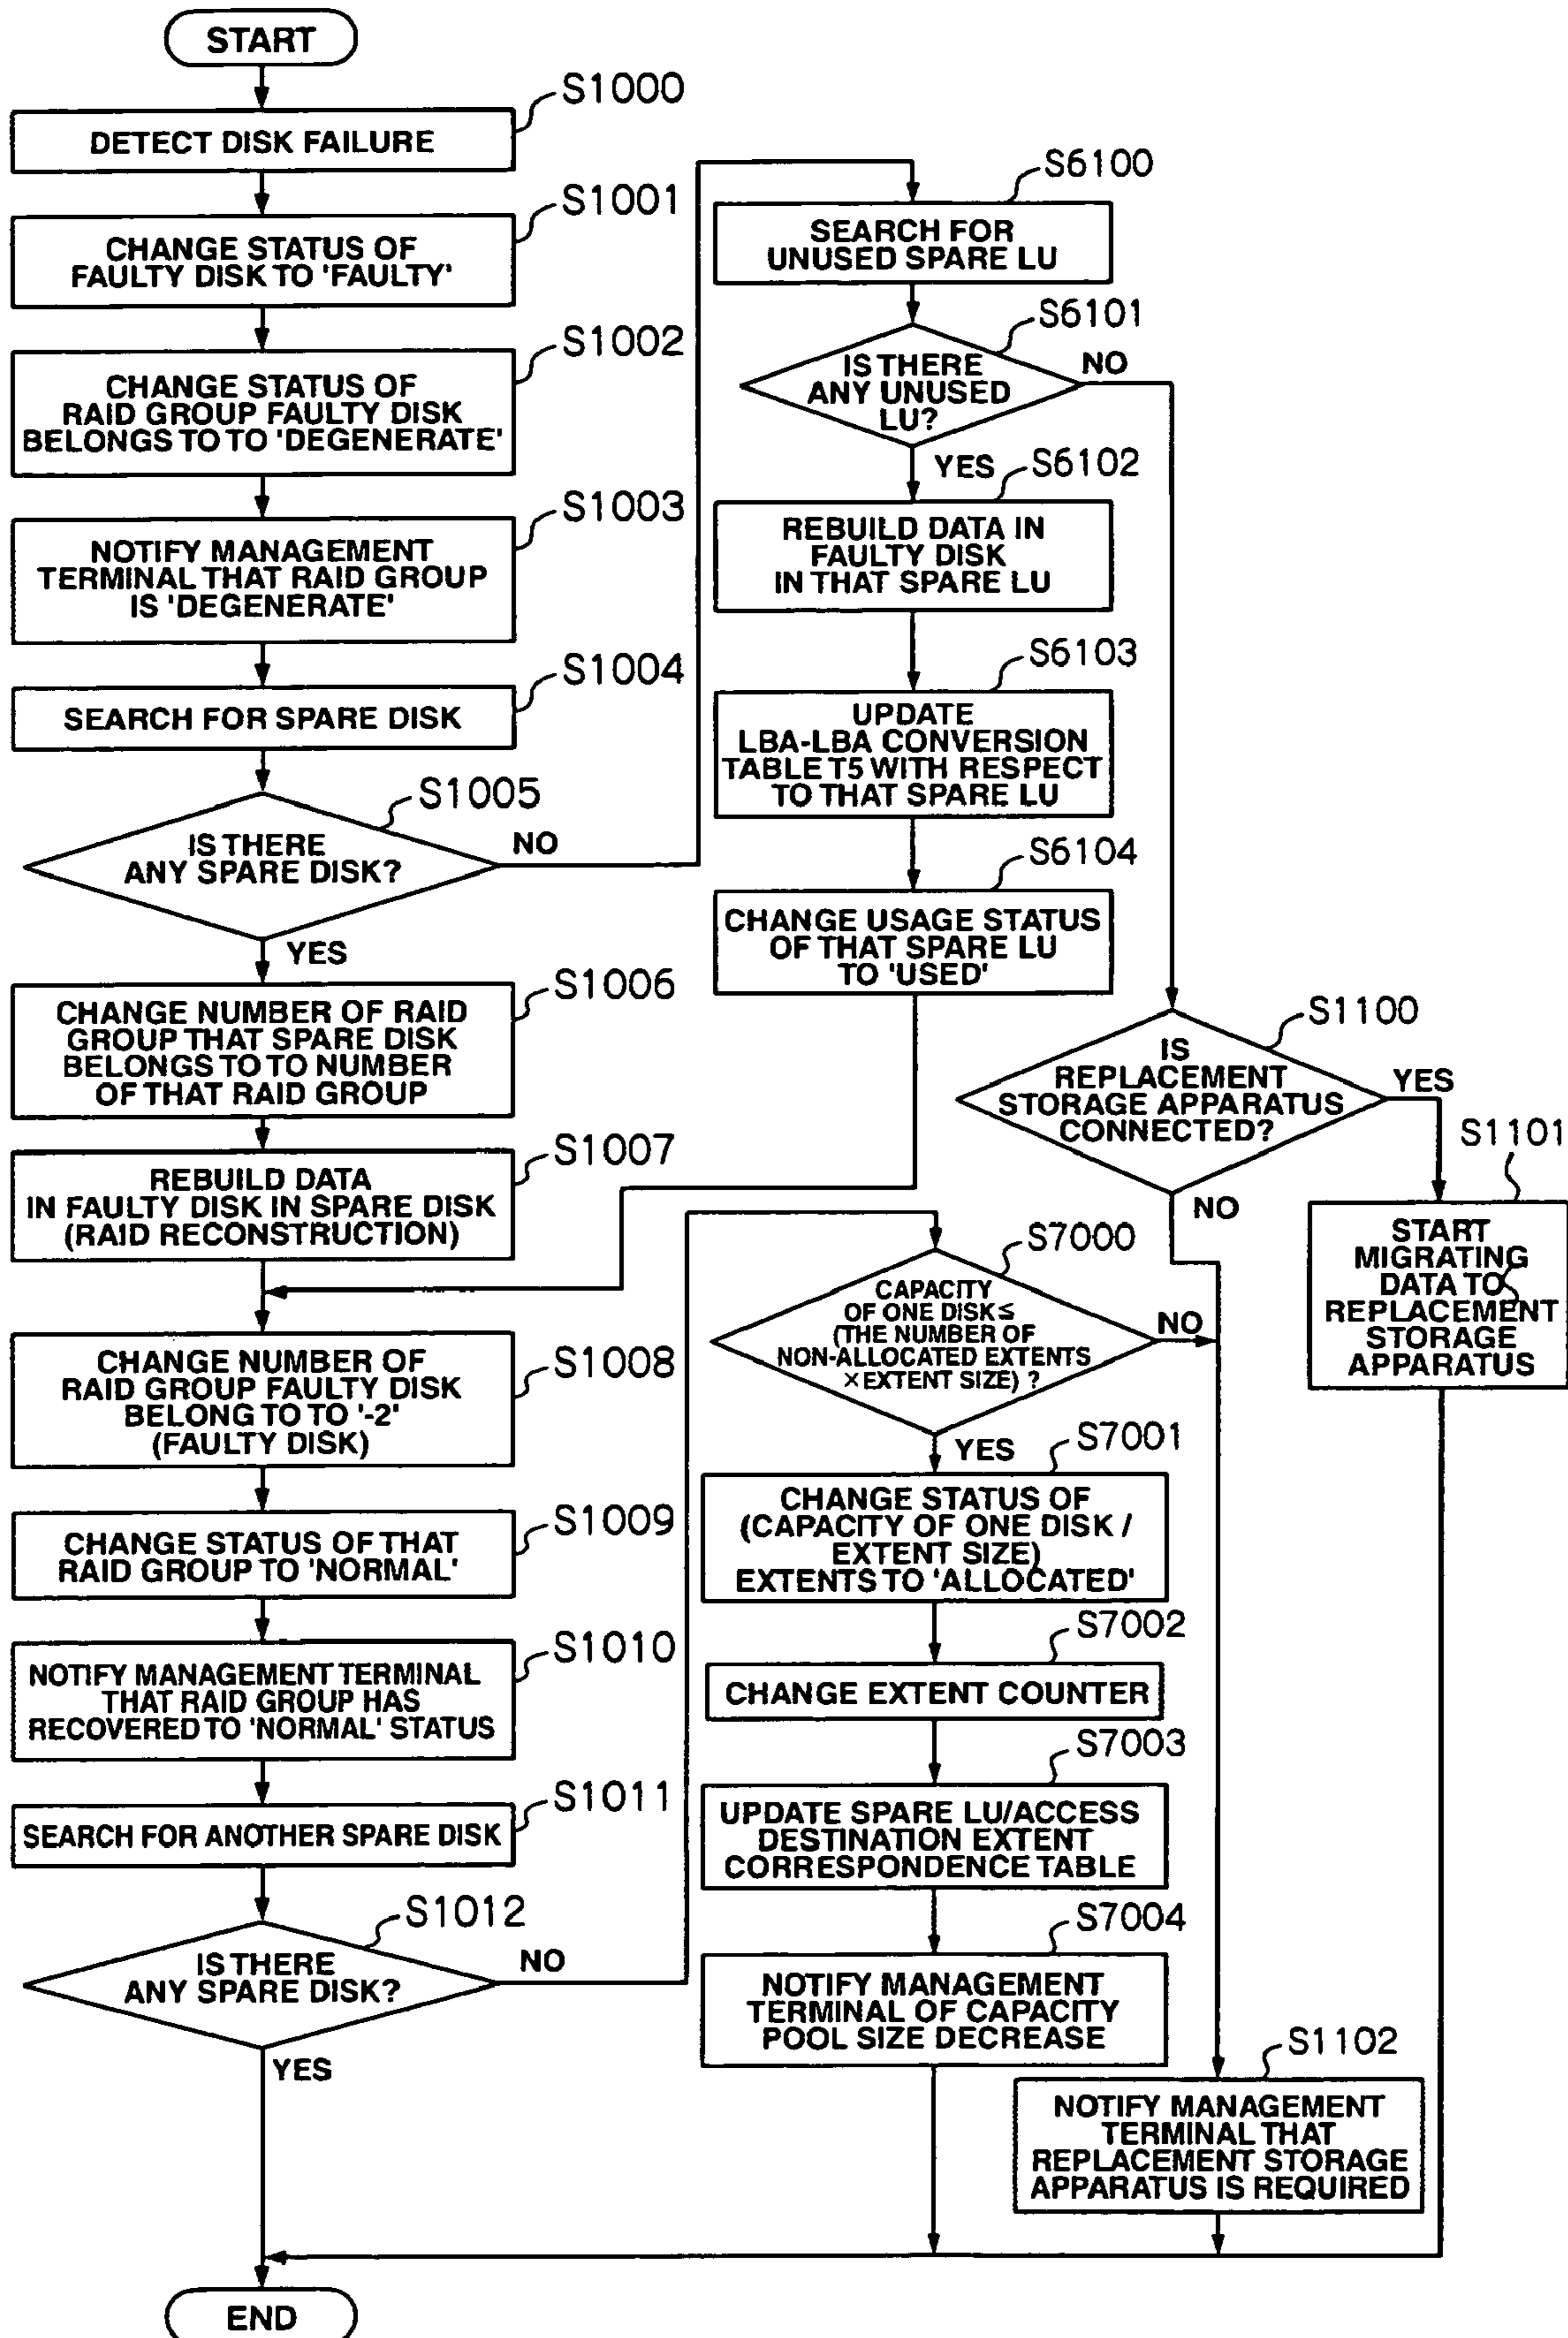 START
S1000
DETECT DISK FAILURE
S1001
CHANGE STATUS OF
FAULTY DISK TO 'FAULTY'
S1002
CHANGE STATUS OF
RAID GROUP FAULTY DISK
BELONGS TO TO 'DEGENERATE'
S1003
NOTIFY MANAGEMENT
TERMINAL THAT RAID GROUP
IS 'DEGENERATE'
S1004
SEARCH FOR SPARE DISK
S1005
IS THERE
ANY SPARE DISK?
NO
YES
S1006
CHANGE NUMBER OF RAID
GROUP THAT SPARE DISK
BELONGS TO TO NUMBER
OF THAT RAID GROUP
S1007
REBUILD DATA
IN FAULTY DISK IN SPARE DISK
(RAID RECONSTRUCTION)
S1008
CHANGE NUMBER OF
RAID GROUP FAULTY DISK
BELONG TO TO '-2'
(FAULTY DISK)
S1009
CHANGE STATUS OF THAT
RAID GROUP TO 'NORMAL'
S1010
NOTIFY MANAGEMENT TERMINAL
THAT RAID GROUP HAS
RECOVERED TO 'NORMAL' STATUS
S1011
SEARCH FOR ANOTHER SPARE DISK
S1012
IS THERE
ANY SPARE DISK?
NO
YES
END
S6100
SEARCH FOR
UNUSED SPARE LU
S6101
IS THERE
ANY UNUSED
LU?
NO
YES
S6102
REBUILD DATA IN
FAULTY DISK
IN THAT SPARE LU
S6103
UPDATE
LBA-LBA CONVERSION
TABLE T5 WITH RESPECT
TO THAT SPARE LU
S6104
CHANGE USAGE STATUS
OF THAT SPARE LU
TO 'USED'
S7000
CAPACITY
OF ONE DISK≤
(THE NUMBER OF
NON-ALLOCATED EXTENTS
×EXTENT SIZE) ?
NO
YES
S7001
CHANGE STATUS OF
(CAPACITY OF ONE DISK /
EXTENT SIZE)
EXTENTS TO 'ALLOCATED'
S7002
CHANGE EXTENT COUNTER
S7003
UPDATE SPARE LU/ACCESS
DESTINATION EXTENT
CORRESPONDENCE TABLE
S7004
NOTIFY MANAGEMENT
TERMINAL OF CAPACITY
POOL SIZE DECREASE
S1100
IS
REPLACEMENT
STORAGE APPARATUS
CONNECTED?
YES
NO
S1101
START
MIGRATING
DATA TO
REPLACEMENT
STORAGE
APPARATUS
S1102
NOTIFY MANAGEMENT
TERMINAL THAT
REPLACEMENT STORAGE
APPARATUS IS REQUIRED